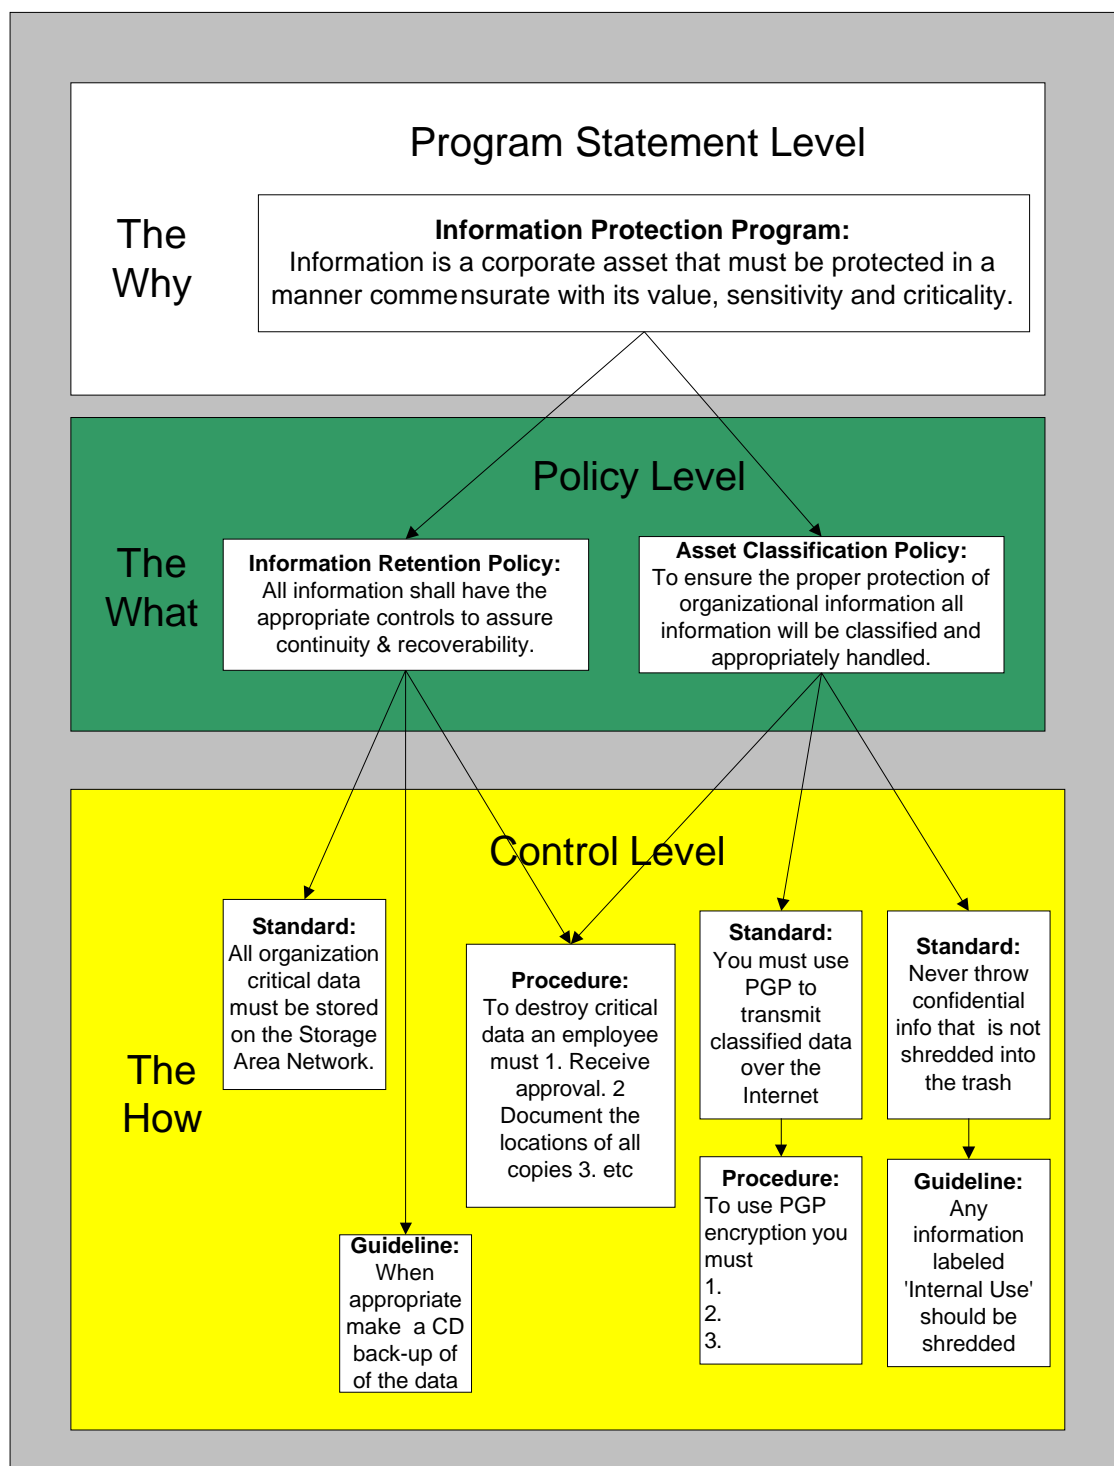 Program Statement Level
The
Why
Information Protection Program:
Information is a corporate asset that must be protected in a
manner commensurate with its value, sensitivity and criticality.
Policy Level
The
What
Information Retention Policy:
All information shall have the
appropriate controls to assure
continuity & recoverability.
Asset Classification Policy:
To ensure the proper protection of
organizational information all
information will be classified and
appropriately handled.
Control Level
The
How
Standard:
All organization
critical data
must be stored
on the Storage
Area Network.
Guideline:
When
appropriate
make a CD
back-up of
of the data
Procedure:
To destroy critical
data an employee
must 1. Receive
approval. 2
Document the
locations of all
copies 3. etc
Standard:
You must use
PGP to
transmit
classified data
over the
Internet
Procedure:
To use PGP
encryption you
must
1.
2.
3.
Standard:
Never throw
confidential
info that is not
shredded into
the trash
Guideline:
Any
information
labeled
'Internal Use'
should be
shredded